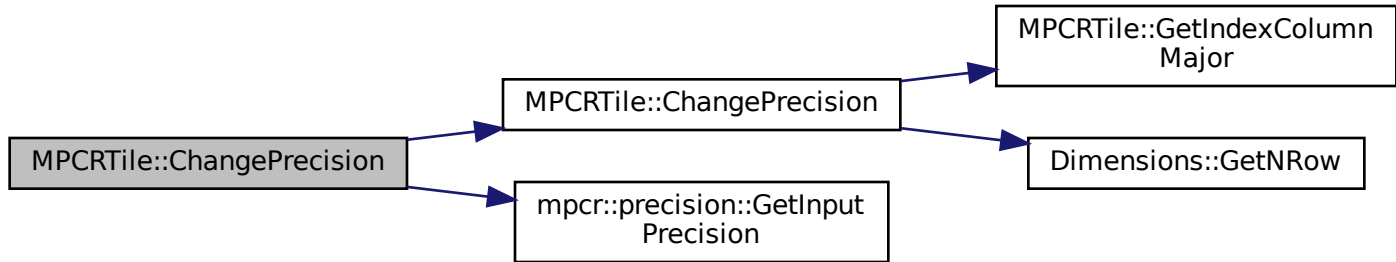 MPCRTile::ChangePrecision
MPCRTile::ChangePrecision
mpcr::precision::GetInput
Precision
MPCRTile::GetIndexColumn
Major
Dimensions::GetNRow